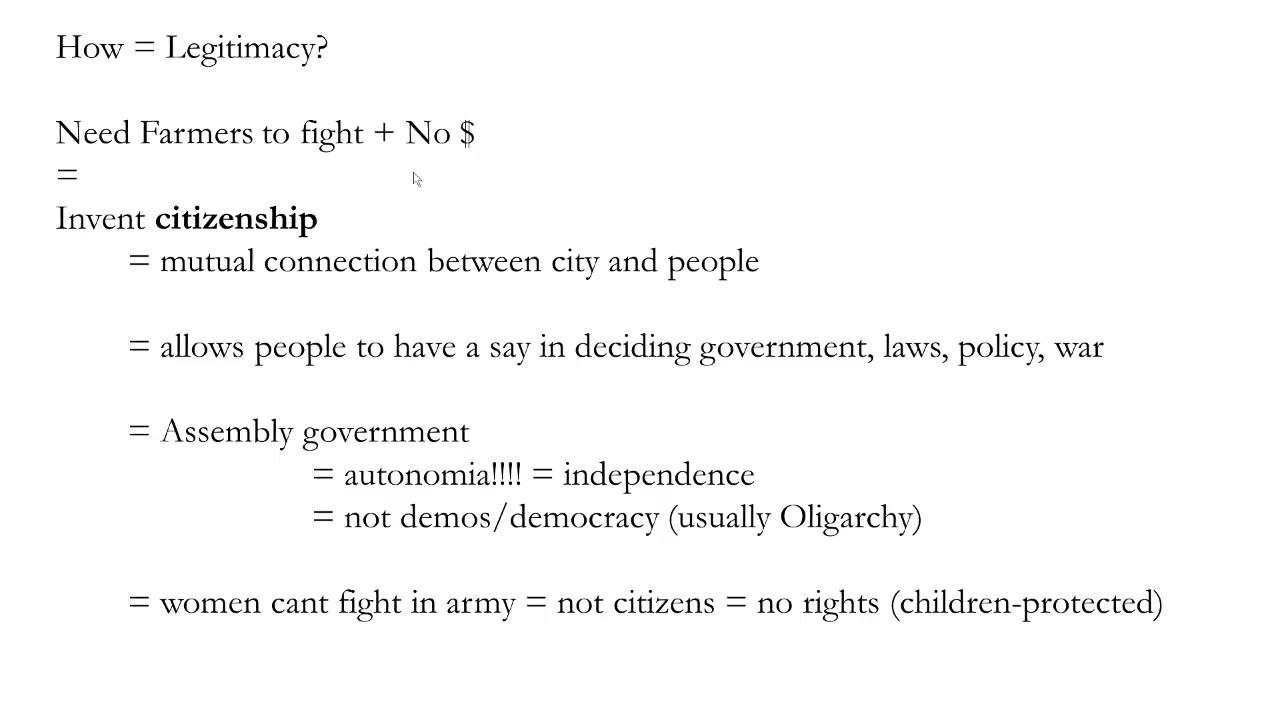 How = Legitimacy?
Need Farmers to fight + No $
=
Invent citizenship
= mutual connection between city and people
= allows people to have a say in deciding government, laws, policy, war
= Assembly government
= autonomia!!!! = independence
= not demos/democracy (usually Oligarchy)
= women cant fight in army = not citizens = no rights (children-protected)